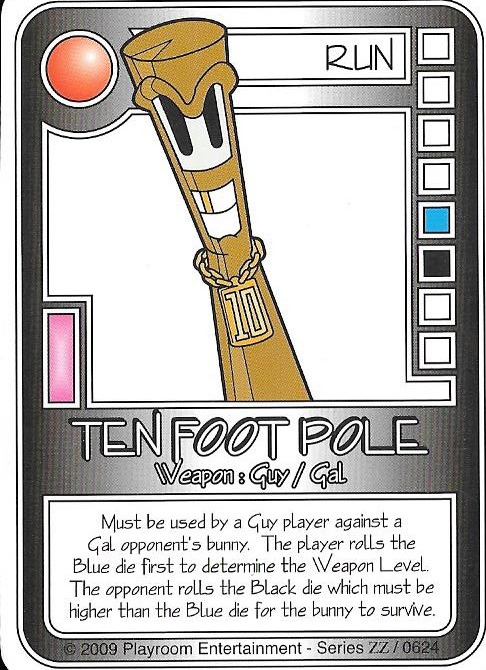 RUN
10
TEN FOOT POLE
Weapon : Guy / Gal
Must be used by a Guy player against a
Gal opponent's bunny. The player rolls the
Blue die first to determine the Weapon Level.
The opponent rolls the Black die which must be
higher than the Blue die for the bunny to survive.
© 2009 Playroom Entertainment - Series ZZ / 0624